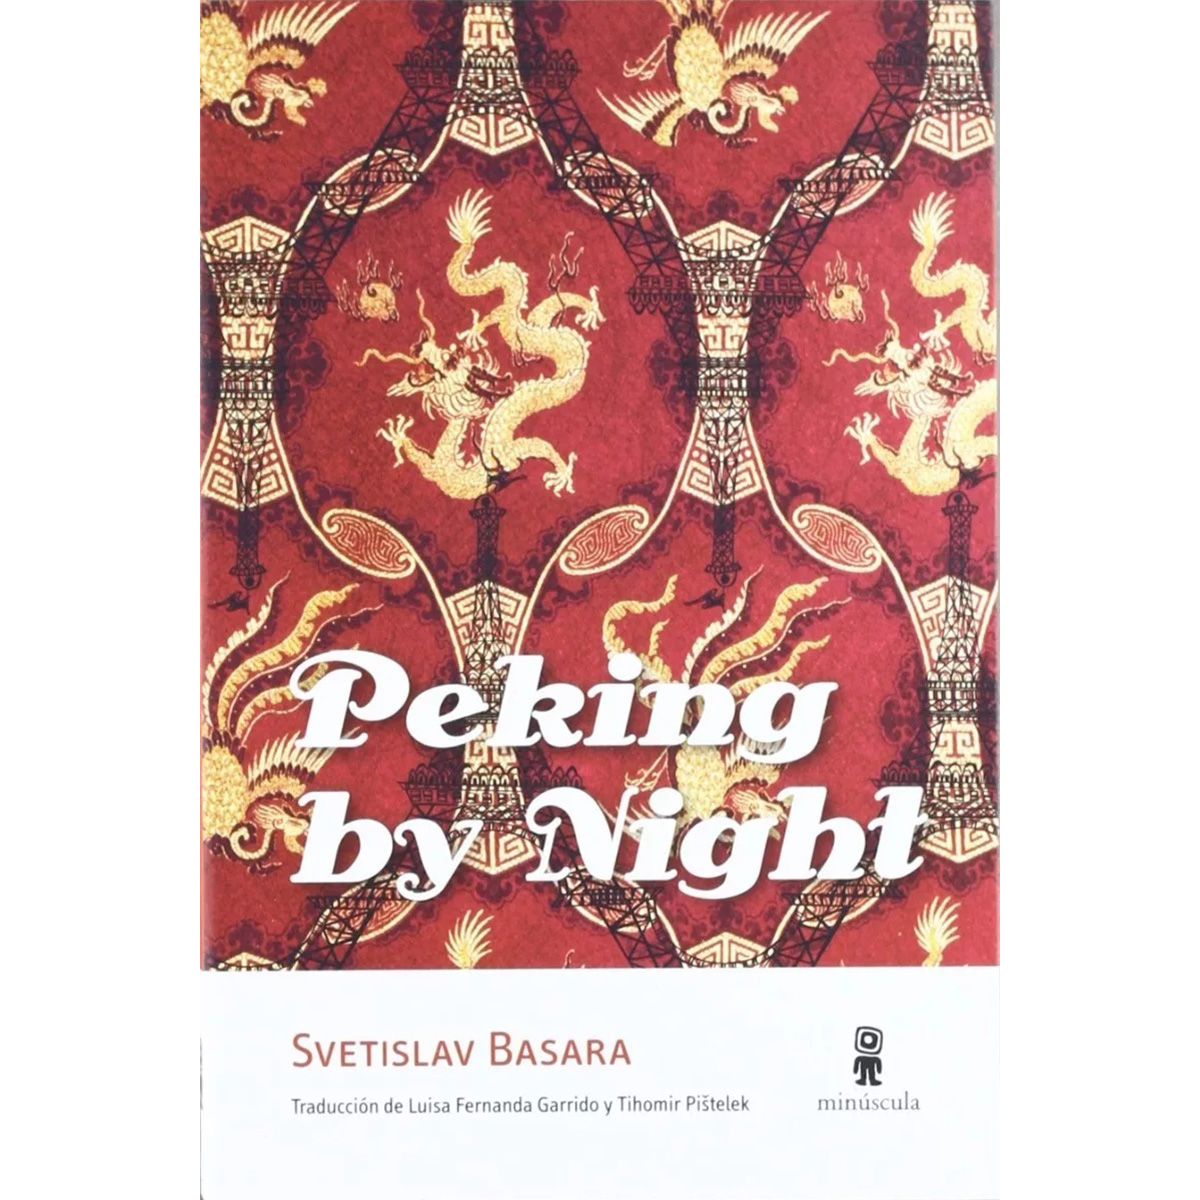 Peking
by Night
SVETISLAV BASARA
Traducción de Luisa Fernanda Garrido y Tihomir Pištelek
minúscula